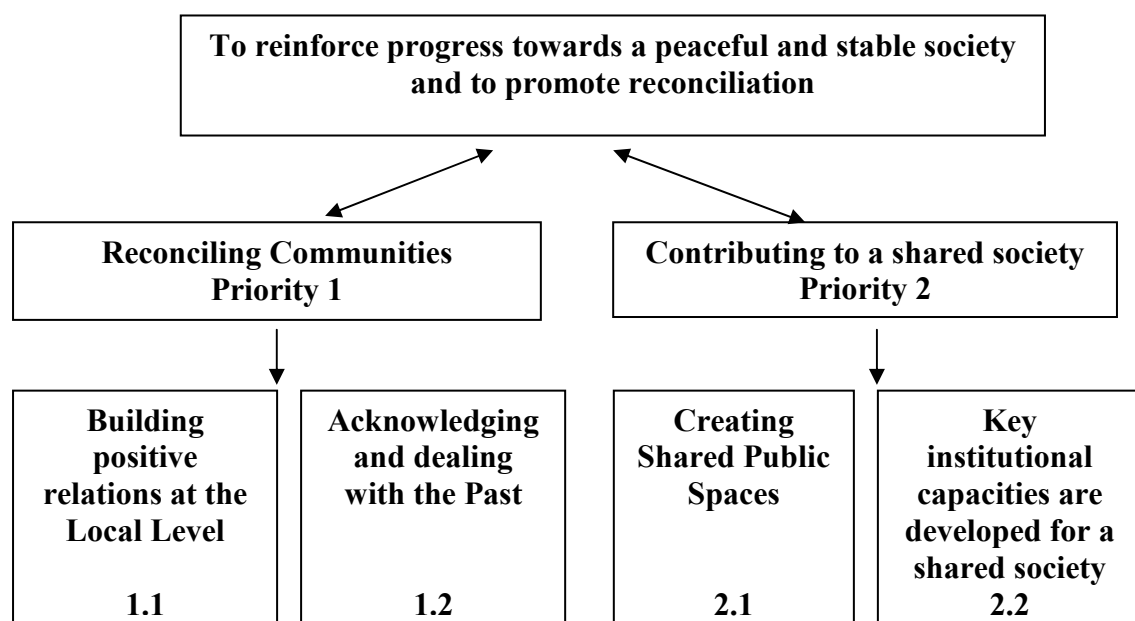 To reinforce progress towards a peaceful and stable society
and to promote reconciliation
Reconciling Communities
Priority 1
Contributing to a shared society
Priority 2
Building
positive
relations at the
Local Level
1.1
Acknowledging
and dealing
with the Past
1.2
Creating
Shared Public
Spaces
2.1
Key
institutional
capacities are
developed for a
shared society
2.2